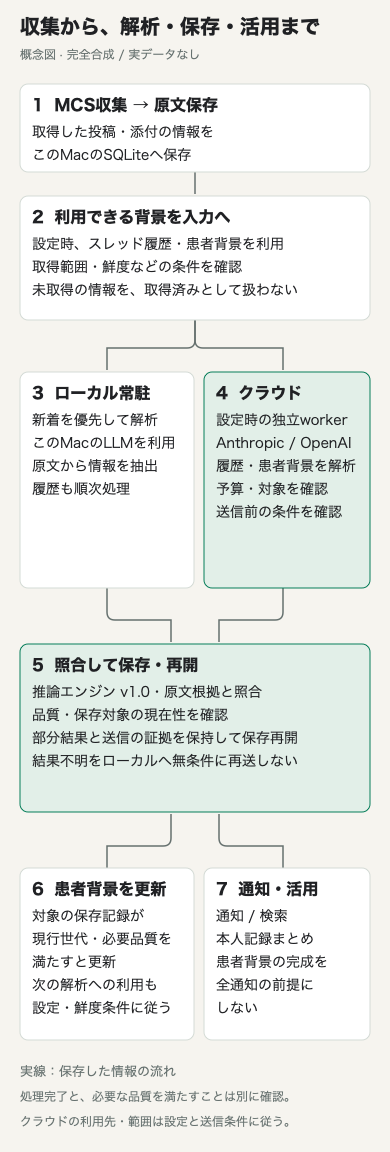 収集から、解析・保存・活用まで
概念図 · 完全合成 / 実データなし
1 MCS収集 → 原文保存
取得した投稿・添付の情報を
このMacのSQLiteへ保存
2 利用できる背景を入力へ
設定時、スレッド履歴・患者背景を利用
取得範囲・鮮度などの条件を確認
未取得の情報を、取得済みとして扱わない
3 ローカル常駐
新着を優先して解析
このMacのLLMを利用
原文から情報を抽出
履歴も順次処理
4 クラウド
設定時の独立worker
Anthropic / OpenAI
履歴・患者背景を解析
予算・対象を確認
送信前の条件を確認
5 照合して保存・再開
推論エンジン v1.0・原文根拠と照合
品質・保存対象の現在性を確認
部分結果と送信の証拠を保持して保存再開
結果不明をローカルへ無条件に再送しない
6 患者背景を更新
対象の保存記録が
現行世代・必要品質を
満たすと更新
次の解析への利用も
設定・鮮度条件に従う
7 通知・活用
通知 / 検索
本人記録まとめ
患者背景の完成を
全通知の前提に
しない
実線：保存した情報の流れ
処理完了と、必要な品質を満たすことは別に確認。
クラウドの利用先・範囲は設定と送信条件に従う。